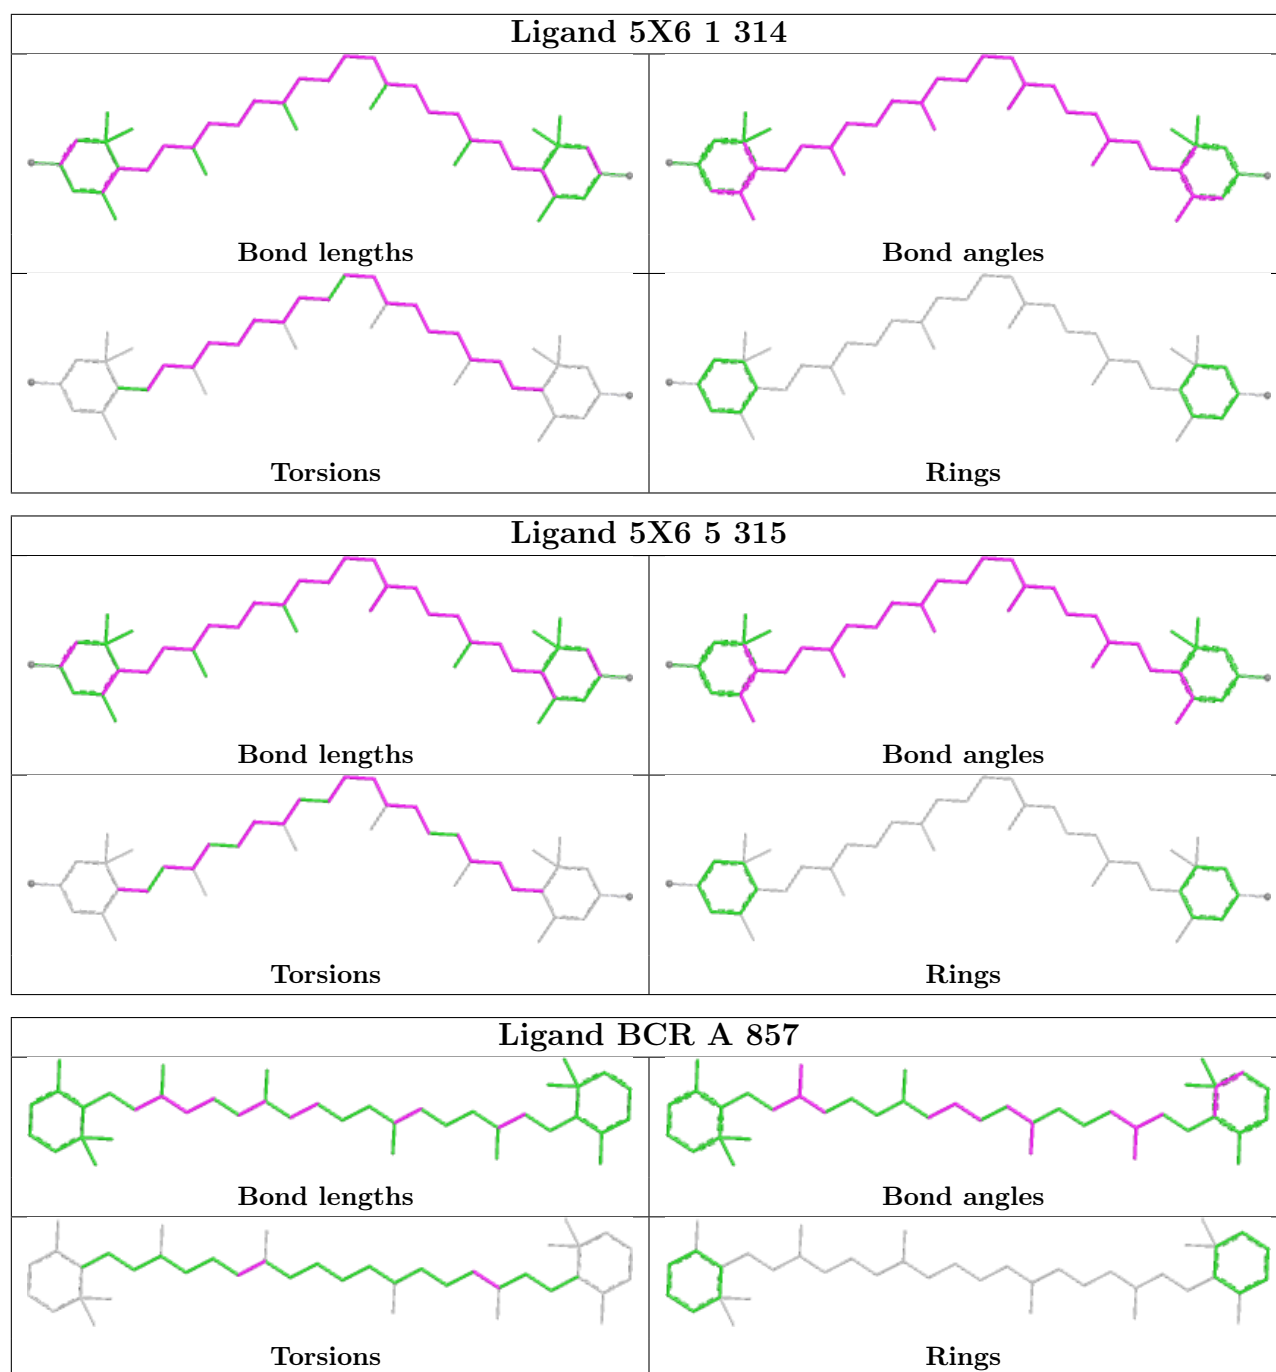 Ligand 5X6 1 314
Bond lengths
Bond angles
Torsions
Rings
Ligand 5X6 5 315
Bond lengths
Bond angles
Torsions
Rings
Ligand BCR A 857
Bond lengths
Bond angles
Torsions
Rings